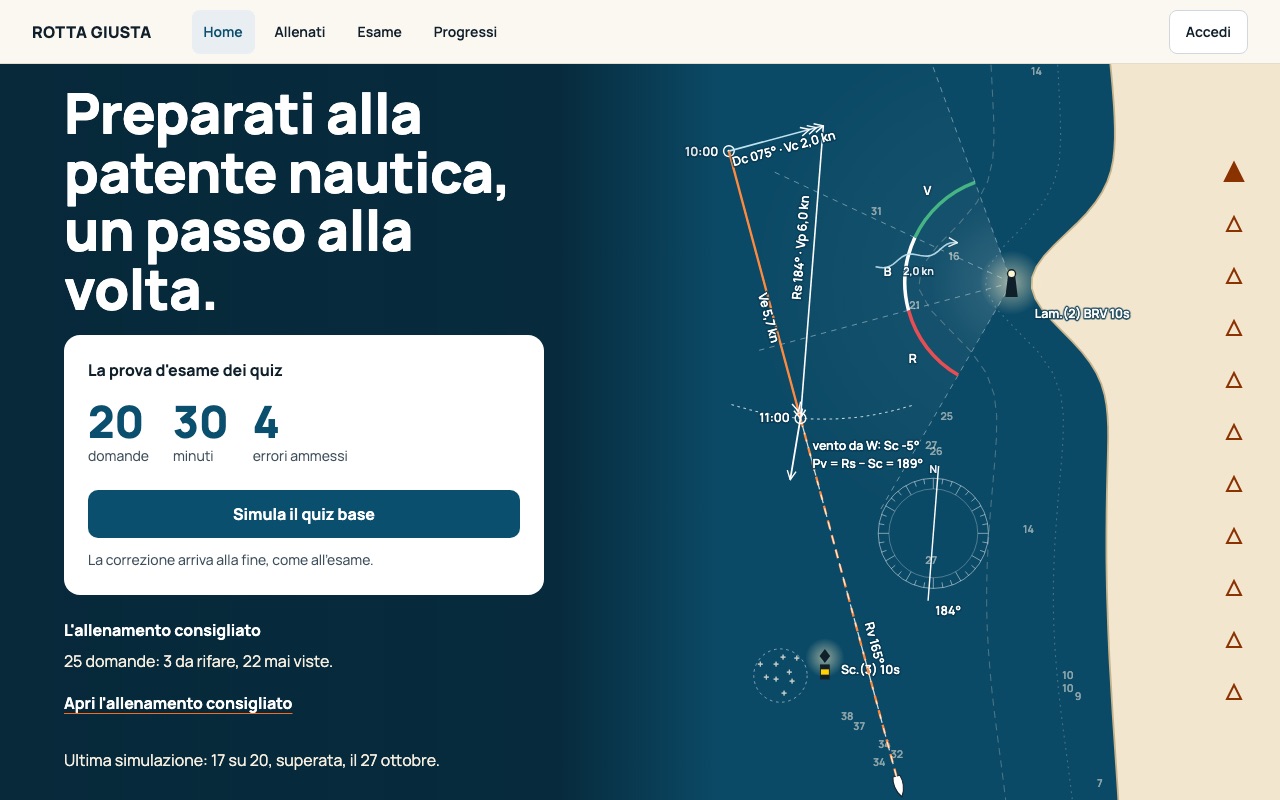 ROTTA GIUSTA
Home
Allenati
Esame
Progressi
Accedi
Preparati alla
patente nautica,
un passo alla
volta.
La prova d'esame dei quiz
20
30
4
domande
minuti
errori ammessi
Simula il quiz base
La correzione arriva alla fine, come all'esame.
L'allenamento consigliato
25 domande: 3 da rifare, 22 mai viste.
Apri l'allenamento consigliato
Ultima simulazione: 17 su 20, superata, il 27 ottobre.
14
10:00
Dc 075° · Vc 2,0 kn
V
31
Rs 184° · Vp 6,0 kn
16
B
2,0 kn
21
Ve 5,7 kn
Lam.(2) BRV 10s
R
11:00
25
vento da W: Sc -5°
27
26
Pv = Rs – Sc = 189°
N
14
27
184°
Rv 165°
Sc.(3) 10s
10
10
9
38
37
32
34
7